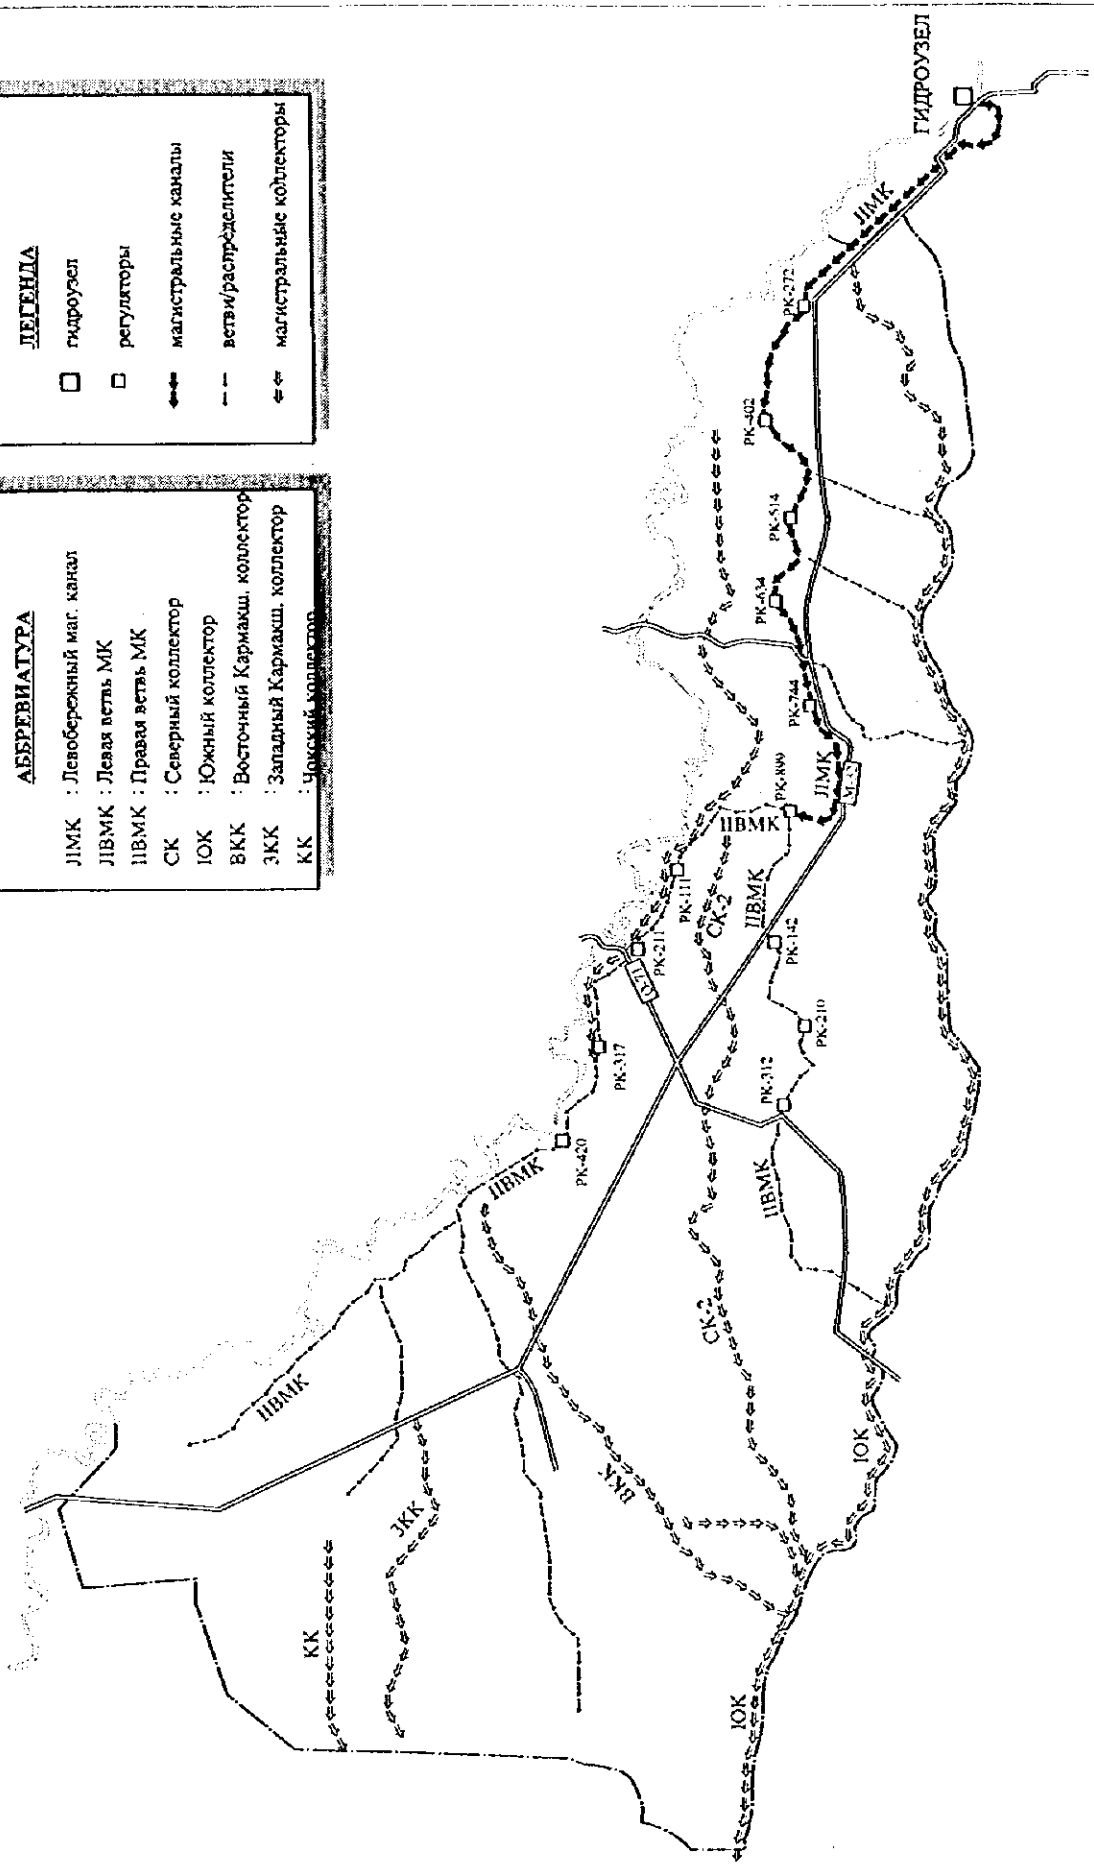 АББРЕВИАТУРА
ЛМК : Левобережный маг. канал
ЛВМК : Левая ветвь МК
ПВМК : Правая ветвь МК
СК : Северный коллектор
ЮК : Южный коллектор
ВКК : Восточный Кармакш. коллектор
ЗКК : Западный Кармакш. коллектор
КК : Чокский коллектор
ЛЕГЕНДА
гидроузел
регуляторы
магистральные каналы
ветви/распределители
магистральные коллекторы
ГИДРОУЗЕЛ
ЛМК
РК-272
РК-402
РК-514
РК-634
РК-744
ЛМК
РК-899
ПВМК
ПВМК
РК-111
СК-2
РК-211
РК-142
РК-210
РК-317
РК-312
РК-420
ПВМК
ПВМК
СК-2
ПВМК
ЮК
ВКК
ЗКК
КК
ЮК